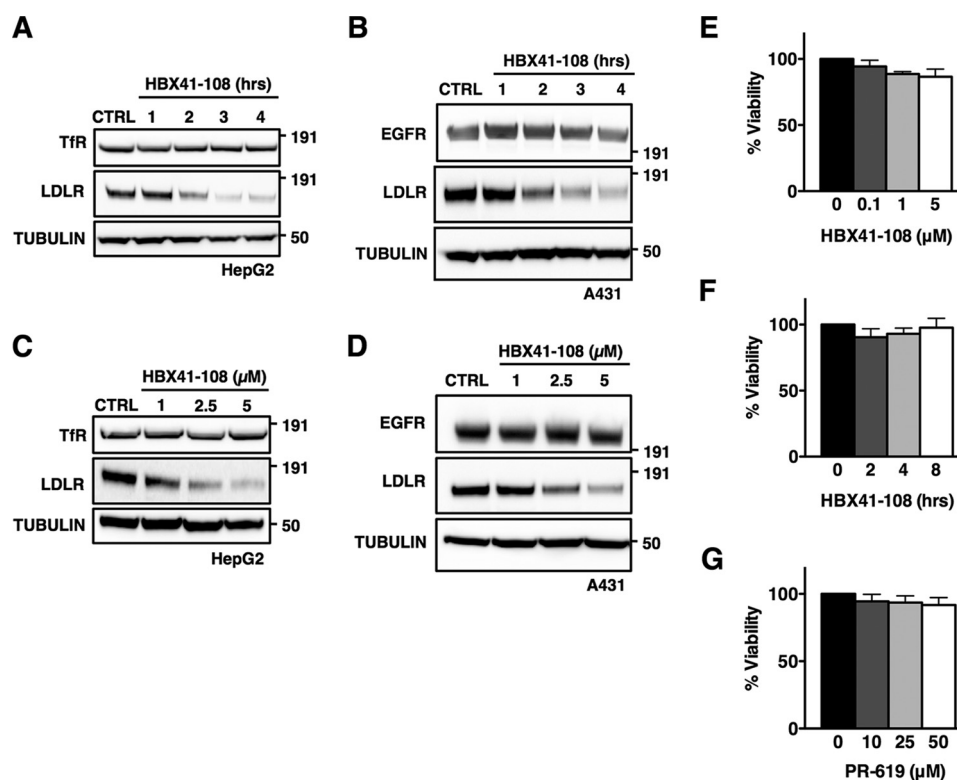 A
HBX41-108 (hrs)
CTRL 1 2 3 4
TfR
191
LDLR
191
TUBULIN
50
HepG2
B
HBX41-108 (hrs)
CTRL 1 2 3 4
EGFR
191
LDLR
191
TUBULIN
50
A431
C
HBX41-108 (µM)
CTRL 1 2.5 5
TfR
191
LDLR
191
TUBULIN
50
HepG2
D
HBX41-108 (µM)
CTRL 1 2.5 5
EGFR
191
LDLR
191
TUBULIN
50
A431
E
% Viability
100
50
0
0 0.1 1 5
HBX41-108 (µM)
F
% Viability
100
50
0
0 2 4 8
HBX41-108 (hrs)
G
% Viability
100
50
0
0 10 25 50
PR-619 (µM)